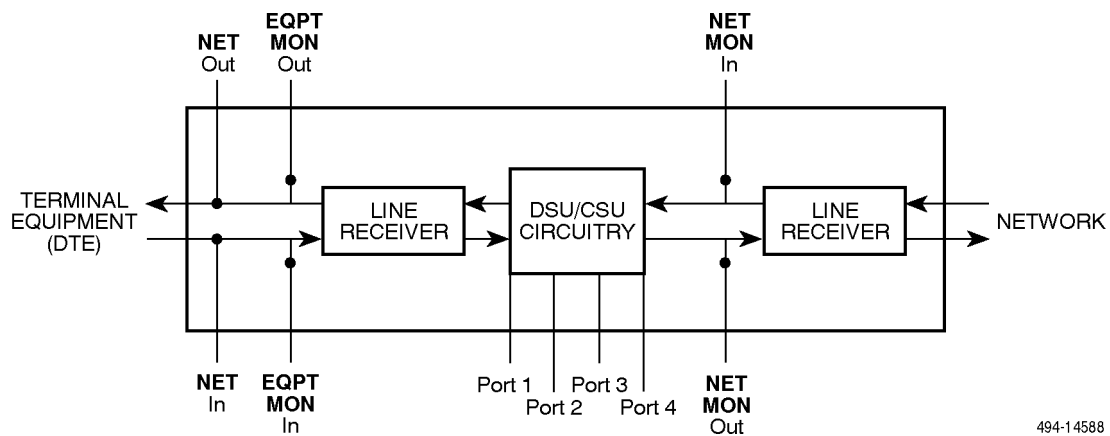 NET
Out
EQPT
MON
Out
NET
MON
In
TERMINAL
EQUIPMENT
(DTE)
LINE
RECEIVER
DSU/CSU
CIRCUITRY
LINE
RECEIVER
NETWORK
NET
In
EQPT
MON
In
Port 1
Port 2
Port 3
Port 4
NET
MON
Out
494-14588